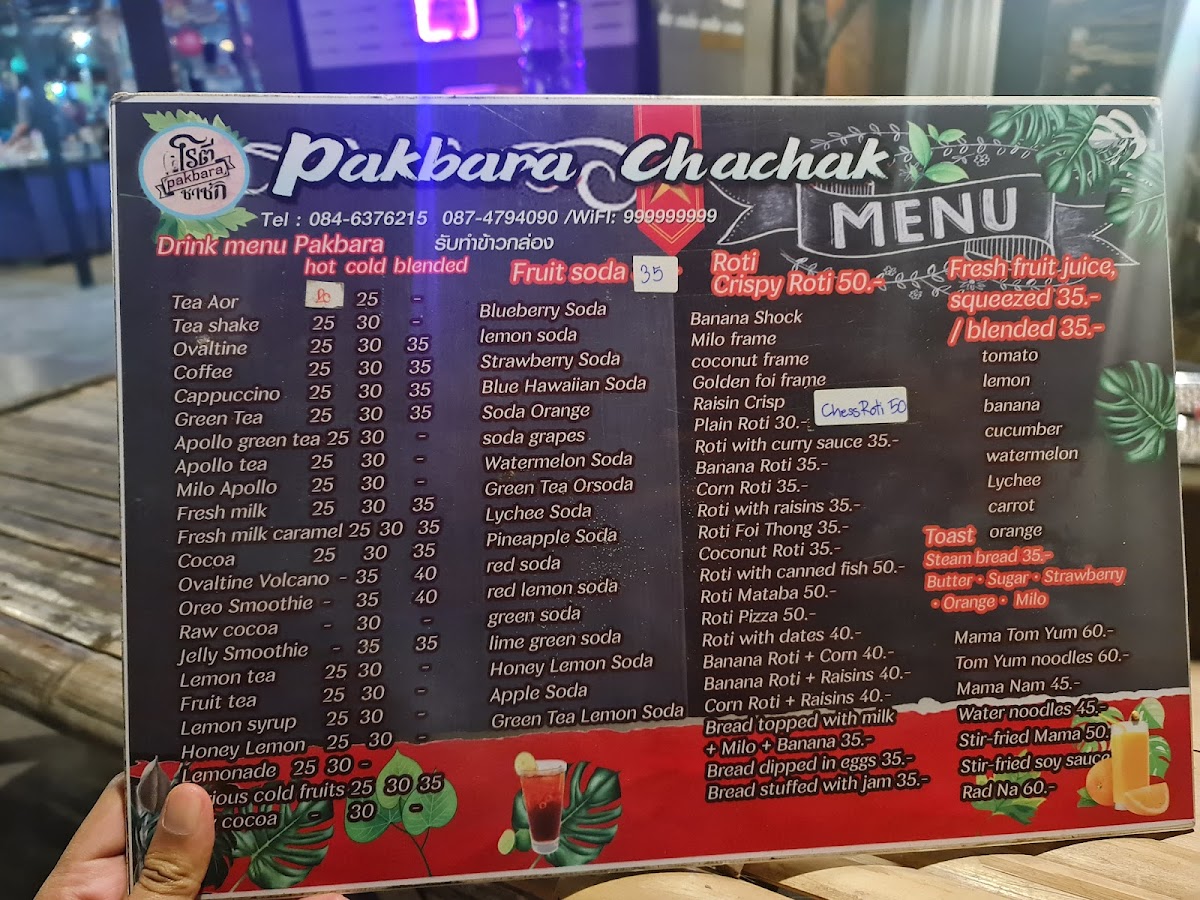 โรตี
pakbara
ชาชัก
Pakbara Chachak
MENU
Tel : 084-6376215 087-4794090 /WiFI: 999999999
Drink menu Pakbara รับทำข้าวกล่อง
hot cold blended
Tea Aor 20 25 -
Tea shake 25 30 -
Ovaltine 25 30 35
Coffee 25 30 35
Cappuccino 25 30 35
Green Tea 25 30 35
Apollo green tea 25 30 -
Apollo tea 25 30 -
Milo Apollo 25 30 -
Fresh milk 25 30 35
Fresh milk caramel 25 30 35
Cocoa 25 30 35
Ovaltine Volcano - 35 40
Oreo Smoothie - 35 40
Raw cocoa - 30 -
Jelly Smoothie - 35 35
Lemon tea 25 30 -
Fruit tea 25 30 -
Lemon syrup 25 30 -
Honey Lemon 25 30 -
Lemonade 25 30 -
cold fruits 25 30 35
cocoa - 30 -
Fruit soda 35
Blueberry Soda
lemon soda
Strawberry Soda
Blue Hawaiian Soda
Soda Orange
soda grapes
Watermelon Soda
Green Tea Orsoda
Lychee Soda
Pineapple Soda
red soda
red lemon soda
green soda
lime green soda
Honey Lemon Soda
Apple Soda
Green Tea Lemon Soda
Roti
Crispy Roti 50.-
Banana Shock
Milo frame
coconut frame
Golden foi frame
Raisin Crisp
ChessRoti 50
Plain Roti 30.-
Roti with curry sauce 35.-
Banana Roti 35.-
Corn Roti 35.-
Roti with raisins 35.-
Roti Foi Thong 35.-
Coconut Roti 35.-
Roti with canned fish 50.-
Roti Mataba 50.-
Roti Pizza 50.-
Roti with dates 40.-
Banana Roti + Corn 40.-
Banana Roti + Raisins 40.-
Corn Roti + Raisins 40.-
Bread topped with milk
+ Milo + Banana 35.-
Bread dipped in eggs 35.-
Bread stuffed with jam 35.-
Fresh fruit juice,
squeezed 35.-
/ blended 35.-
tomato
lemon
banana
cucumber
watermelon
Lychee
carrot
orange
Toast
Steam bread 35.-
Butter • Sugar • Strawberry
• Orange • Milo
Mama Tom Yum 60.-
Tom Yum noodles 60.-
Mama Nam 45.-
Water noodles 45.-
Stir-fried Mama 50.
Stir-fried soy sauce
Rad Na 60.-